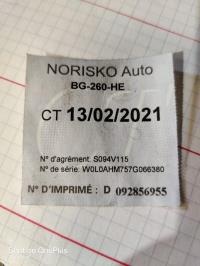 NORISKO Auto
BG-260-HE
CT 13/02/2021
N° d'agrément: S094V115
N° de série: W0L0AHM757G066380
N° D'IMPRIMÉ : D 092856955
Shot on OnePlus